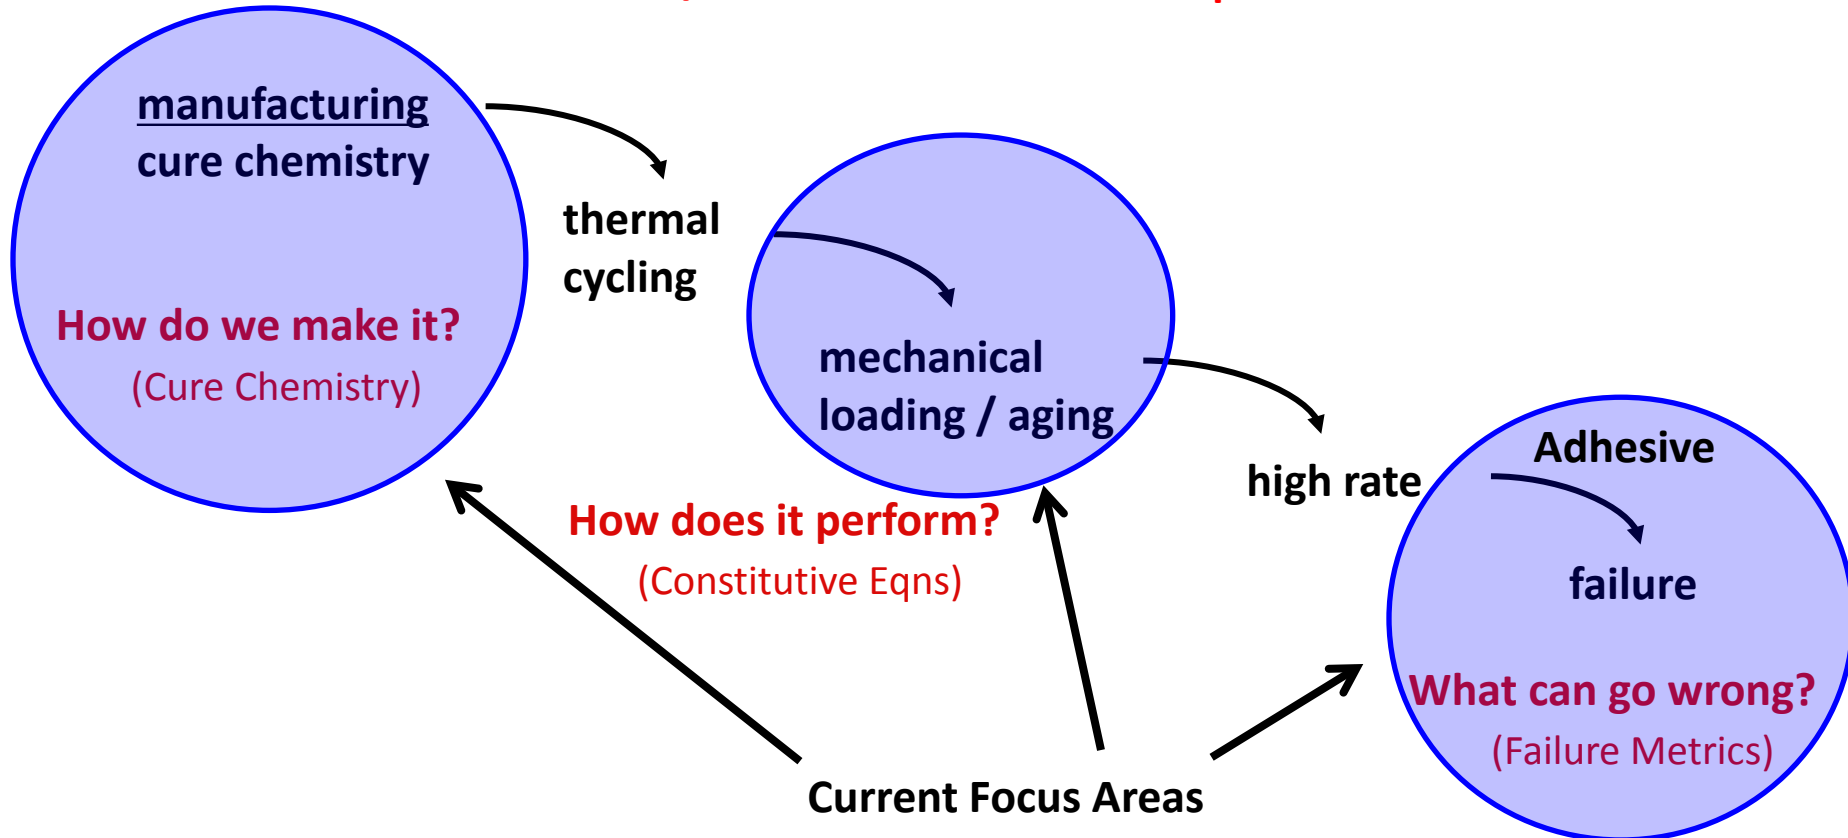 manufacturing
cure chemistry
How do we make it?
(Cure Chemistry)
thermal
cycling
mechanical
loading / aging
How does it perform?
(Constitutive Eqns)
high rate
Adhesive
failure
What can go wrong?
(Failure Metrics)
Current Focus Areas